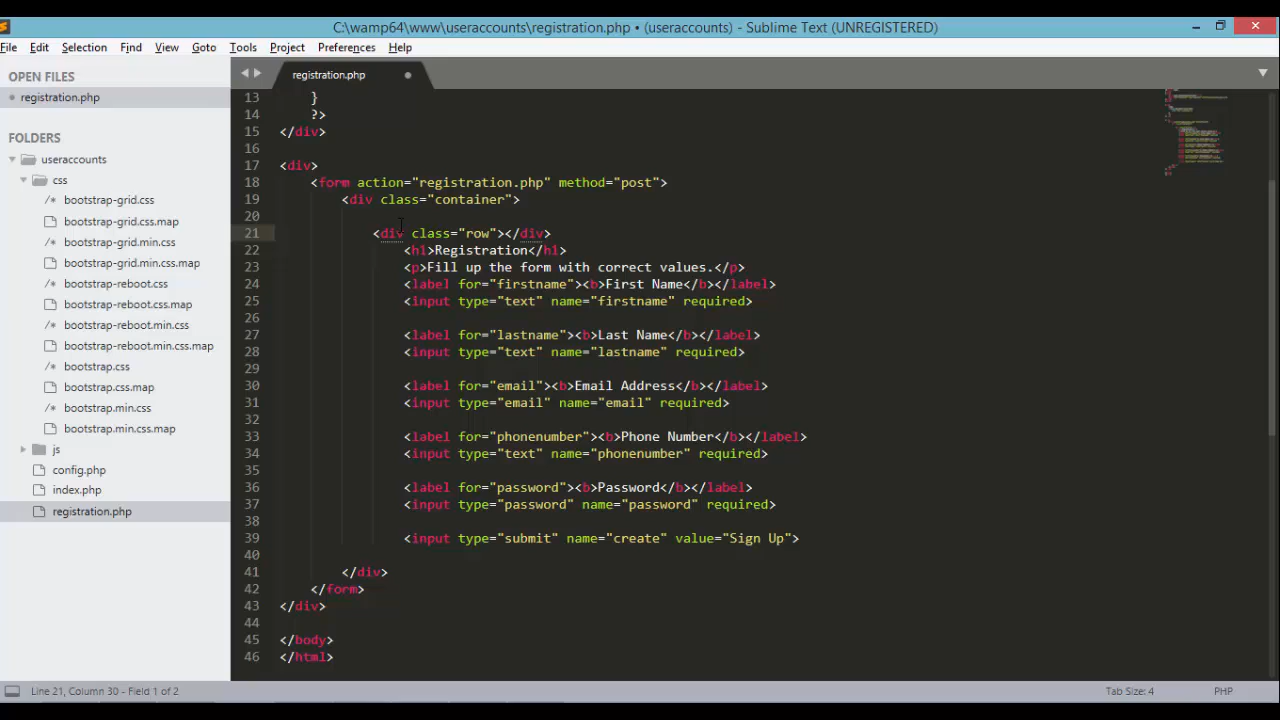 C:\wamp64\www\useraccounts\registration.php • (useraccounts) - Sublime Text (UNREGISTERED)
File Edit Selection Find View Goto Tools Project Preferences Help
OPEN FILES
registration.php
FOLDERS
useraccounts
css
/* bootstrap-grid.css
bootstrap-grid.css.map
/* bootstrap-grid.min.css
bootstrap-grid.min.css.map
/* bootstrap-reboot.css
bootstrap-reboot.css.map
/* bootstrap-reboot.min.css
bootstrap-reboot.min.css.map
/* bootstrap.css
bootstrap.css.map
/* bootstrap.min.css
bootstrap.min.css.map
js
config.php
index.php
registration.php
registration.php
13 }
14 ?>
15 </div>
16
17 <div>
18 <form action="registration.php" method="post">
19 <div class="container">
20
21 <div class="row"></div>
22 <h1>Registration</h1>
23 <p>Fill up the form with correct values.</p>
24 <label for="firstname"><b>First Name</b></label>
25 <input type="text" name="firstname" required>
26
27 <label for="lastname"><b>Last Name</b></label>
28 <input type="text" name="lastname" required>
29
30 <label for="email"><b>Email Address</b></label>
31 <input type="email" name="email" required>
32
33 <label for="phonenumber"><b>Phone Number</b></label>
34 <input type="text" name="phonenumber" required>
35
36 <label for="password"><b>Password</b></label>
37 <input type="password" name="password" required>
38
39 <input type="submit" name="create" value="Sign Up">
40
41 </div>
42 </form>
43 </div>
44
45 </body>
46 </html>
Line 21, Column 30 - Field 1 of 2
Tab Size: 4
PHP